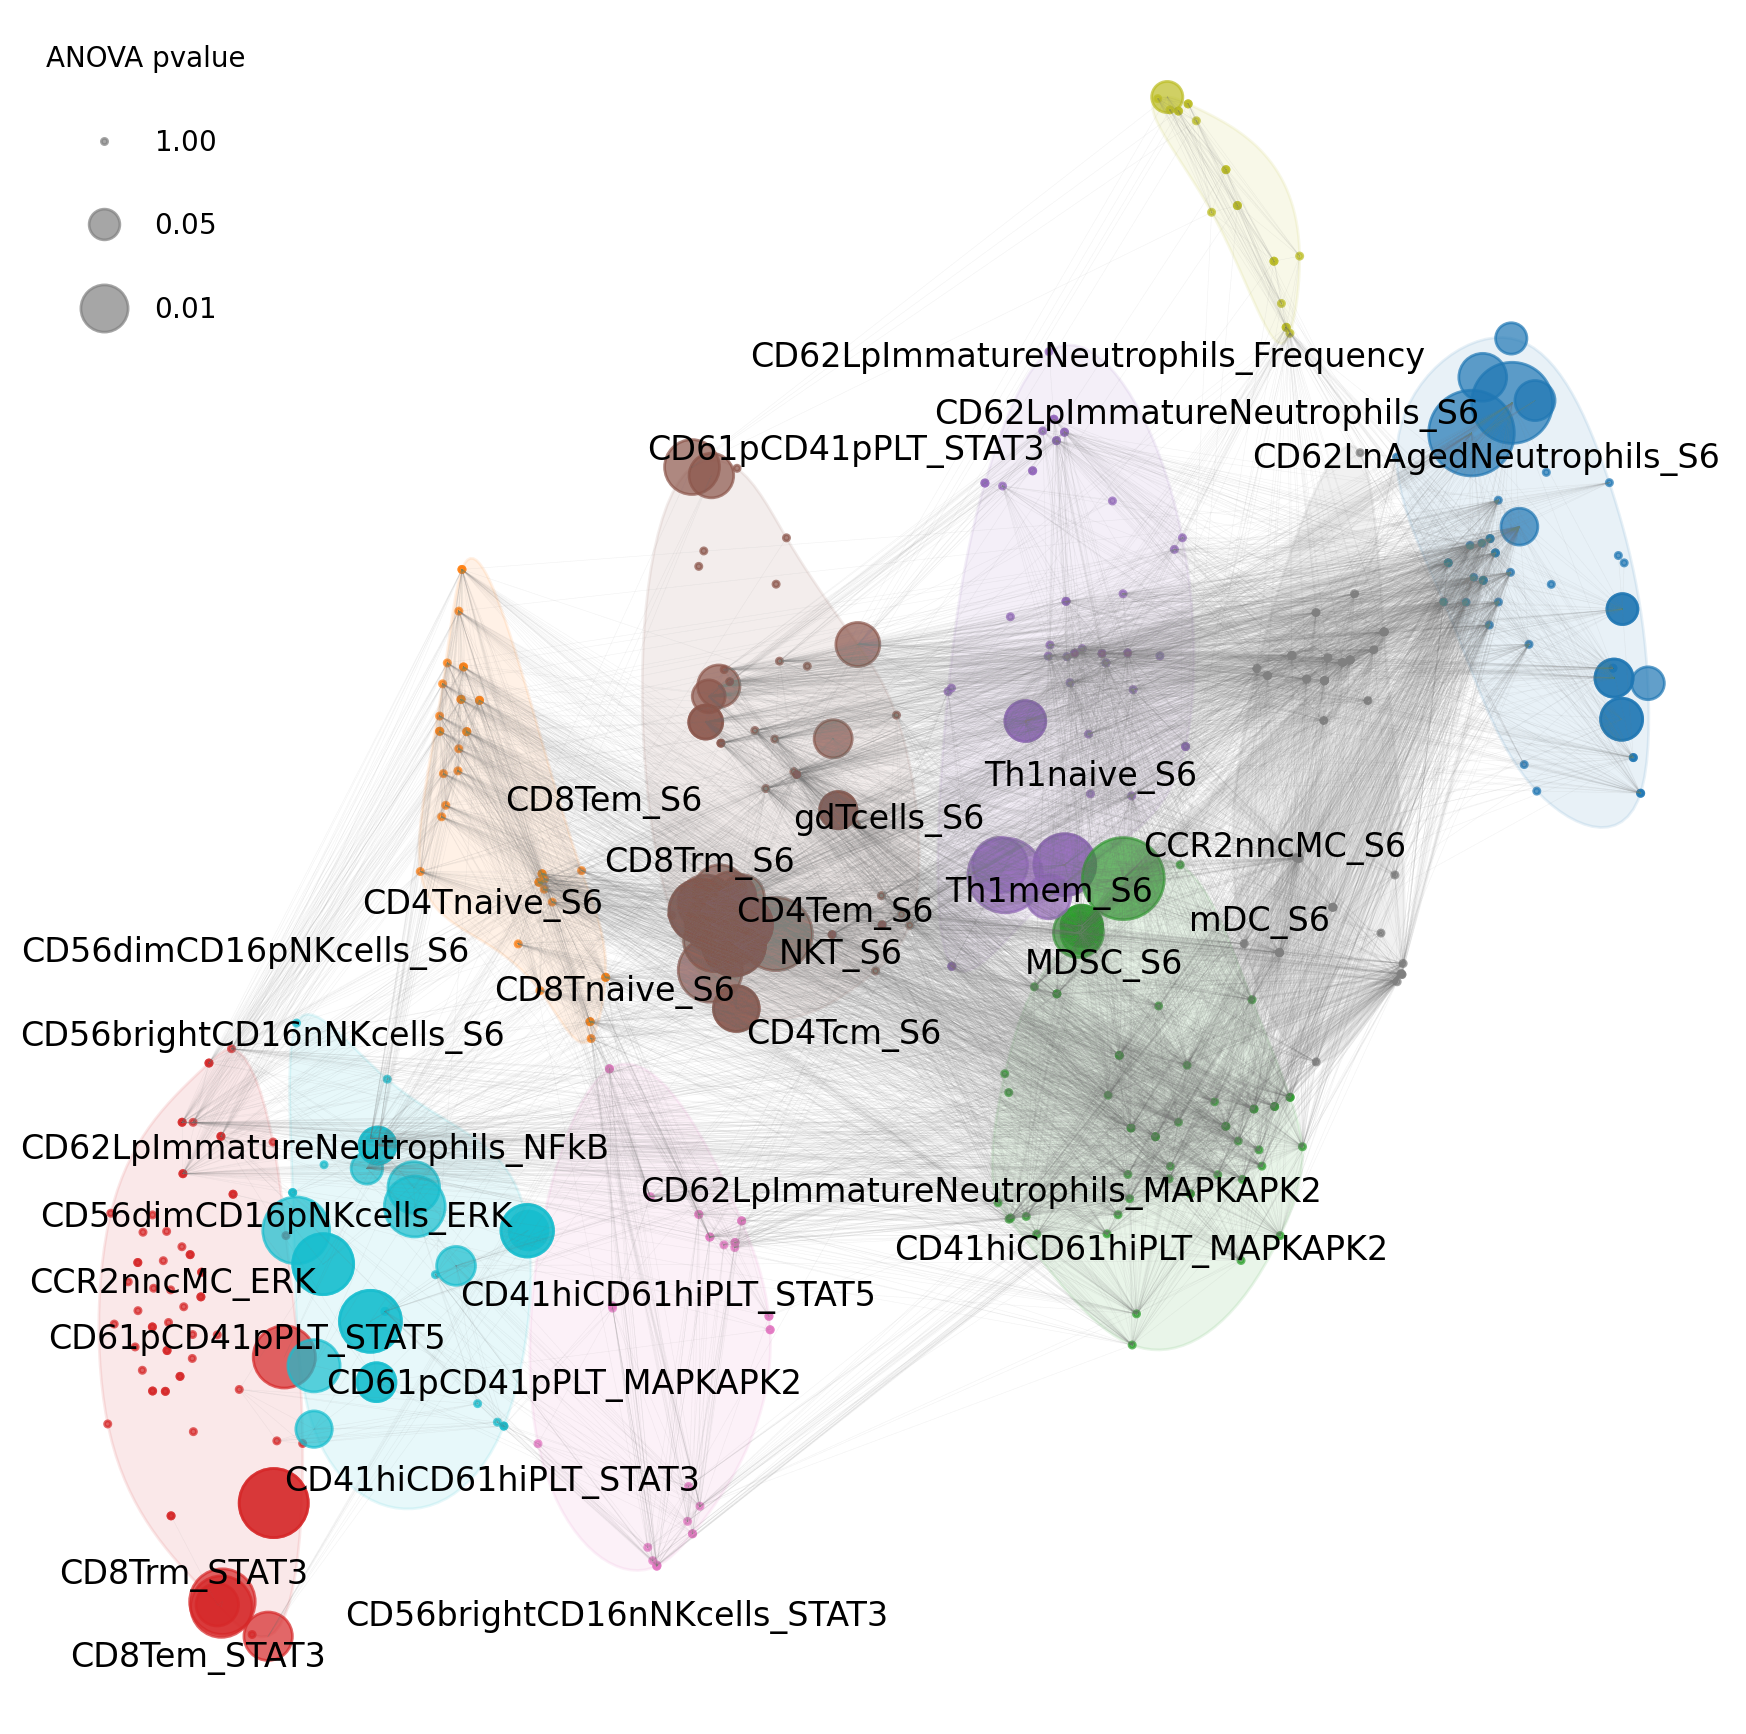 ANOVA pvalue
1.00
0.05
0.01
CD62LpImmatureNeutrophils_Frequency
CD62LpImmatureNeutrophils_S6
CD61pCD41pPLT_STAT3
CD62LnAgedNeutrophils_S6
Th1naive_S6
CD8Tem_S6
gdTcells_S6
CCR2nncMC_S6
CD8Trm_S6
Th1mem_S6
CD4Tnaive_S6
CD4Tem_S6
mDC_S6
CD56dimCD16pNKcells_S6
NKT_S6
MDSC_S6
CD8Tnaive_S6
CD56brightCD16nNKcells_S6
CD4Tcm_S6
CD62LpImmatureNeutrophils_NFkB
CD62LpImmatureNeutrophils_MAPKAPK2
CD56dimCD16pNKcells_ERK
CD41hiCD61hiPLT_MAPKAPK2
CCR2nncMC_ERK
CD41hiCD61hiPLT_STAT5
CD61pCD41pPLT_STAT5
CD61pCD41pPLT_MAPKAPK2
CD41hiCD61hiPLT_STAT3
CD8Trm_STAT3
CD56brightCD16nNKcells_STAT3
CD8Tem_STAT3